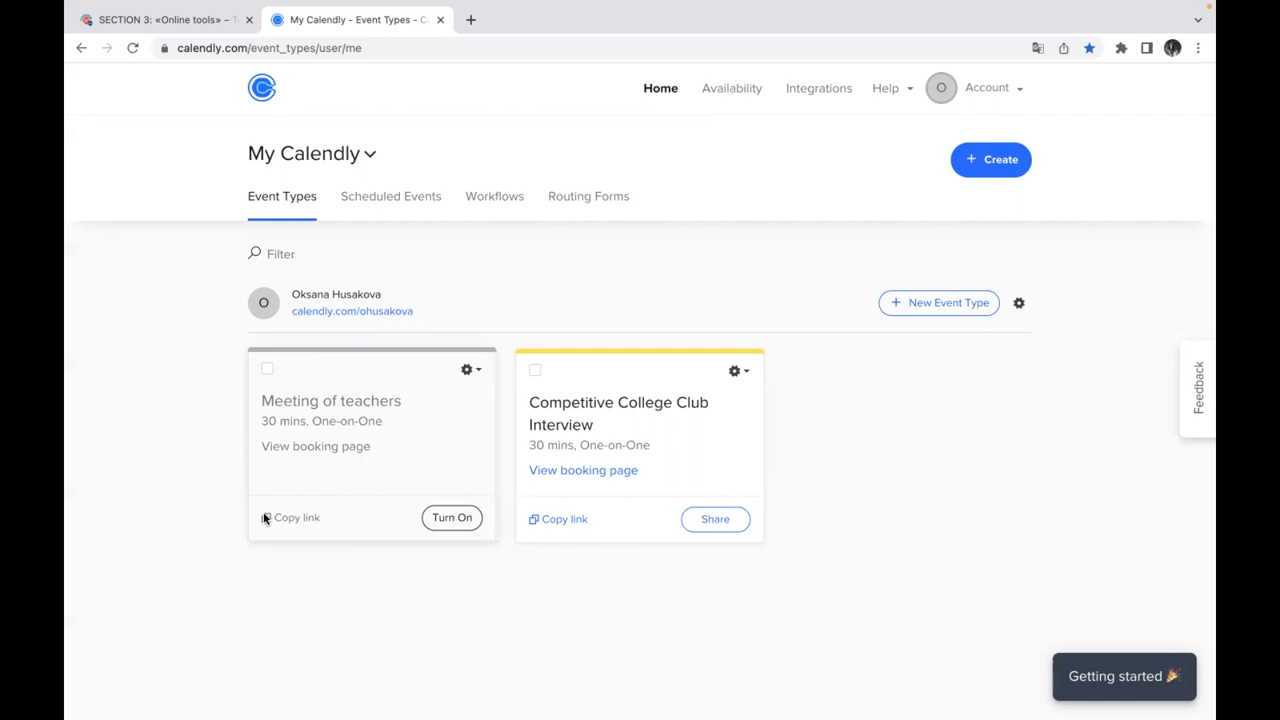 SECTION 3: «Online tools» –
My Calendly - Event Types - C
calendly.com/event_types/user/me
Home
Availability
Integrations
Help
O
Account
My Calendly
+ Create
Event Types
Scheduled Events
Workflows
Routing Forms
Filter
O
Oksana Husakova
calendly.com/ohusakova
+ New Event Type
Meeting of teachers
30 mins, One-on-One
View booking page
Copy link
Turn On
Competitive College Club
Interview
30 mins, One-on-One
View booking page
Copy link
Share
Feedback
Getting started 🎉